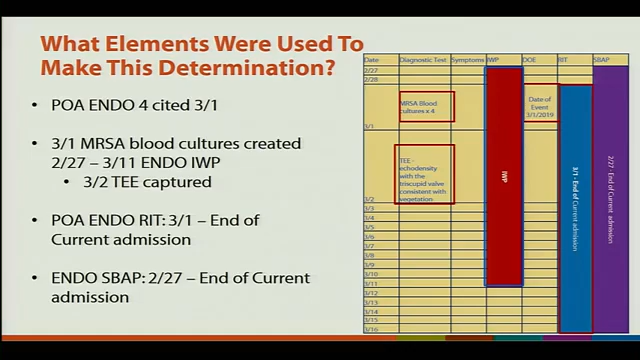 What Elements Were Used To
Make This Determination?
• POA ENDO 4 cited 3/1
• 3/1 MRSA blood cultures created
2/27 – 3/11 ENDO IWP
• 3/2 TEE captured
• POA ENDO RIT: 3/1 – End of
Current admission
• ENDO SBAP: 2/27 – End of Current
admission
Date Diagnostic Test Symptoms IWP DOE RIT SBAP
2/27
2/28
MRSA Blood
cultures x 4
Date of
Event
3/1/2019
3/1
TEE -
echodensity
with the
triscupid valve
consistent with
vegetation
3/2
3/3
3/4
3/5
3/6
3/7
3/8
3/9
3/10
3/11
3/12
3/13
3/14
3/15
3/16
IWP
3/1 - End of Current admission
2/27 - End of Current admission